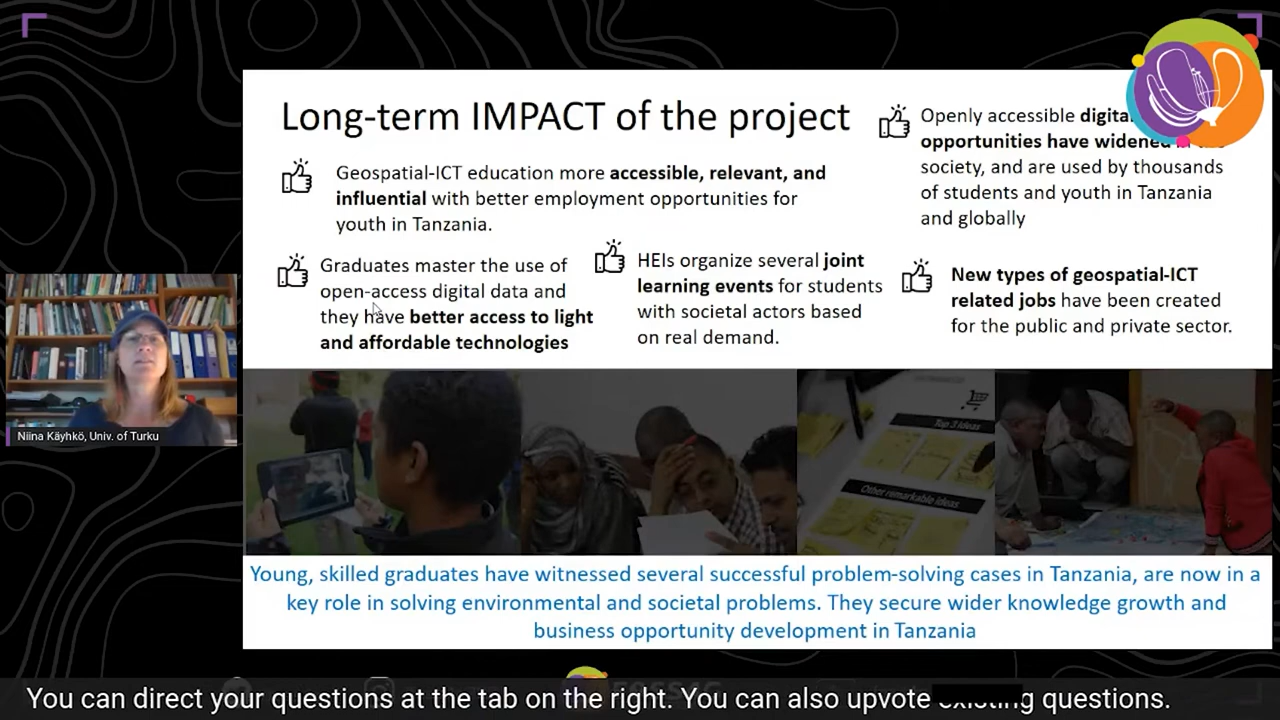 Long-term IMPACT of the project
Geospatial-ICT education more accessible, relevant, and
influential with better employment opportunities for
youth in Tanzania.
Graduates master the use of
open-access digital data and
they have better access to light
and affordable technologies
HEIs organize several joint
learning events for students
with societal actors based
on real demand.
Openly accessible
opportunities have widened
society, and are used by thousands
of students and youth in Tanzania
and globally
New types of geospatial-ICT
related jobs have been created
for the public and private sector.
Niina Käyhkö, Univ. of Turku
Top 3 Ideas
Other remarkable ideas
Young, skilled graduates have witnessed several successful problem-solving cases in Tanzania, are now in a
key role in solving environmental and societal problems. They secure wider knowledge growth and
business opportunity development in Tanzania
You can direct your questions at the tab on the right. You can also upvote questions.